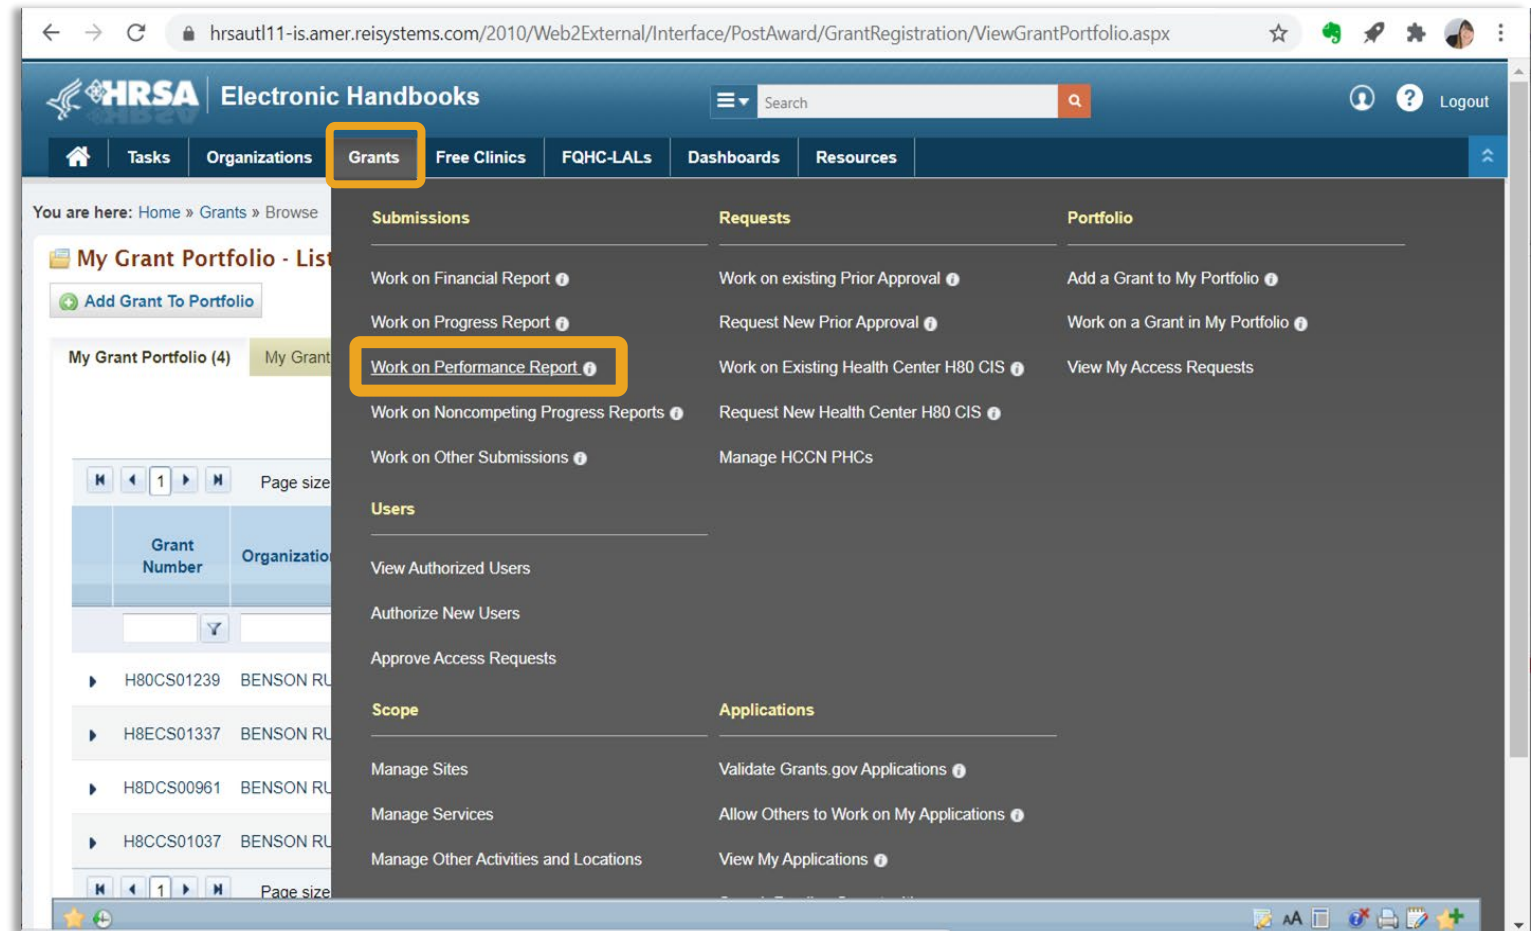 hrsautl11-is.amer.reisystems.com/2010/Web2External/Interface/PostAward/GrantRegistration/ViewGrantPortfolio.aspx
HRSA Electronic Handbooks Search ? Logout
Tasks Organizations Grants Free Clinics FQHC-LALs Dashboards Resources
You are here: Home » Grants » Browse
My Grant Portfolio - List
Add Grant To Portfolio
My Grant Portfolio (4) My Grant
1 Page size
Grant Number Organization
H80CS01239 BENSON RU
H8ECS01337 BENSON RU
H8DCS00961 BENSON RU
H8CCS01037 BENSON RU
1 Page size
Submissions
Work on Financial Report
Work on Progress Report
Work on Performance Report
Work on Noncompeting Progress Reports
Work on Other Submissions
Requests
Work on existing Prior Approval
Request New Prior Approval
Work on Existing Health Center H80 CIS
Request New Health Center H80 CIS
Manage HCCN PHCs
Portfolio
Add a Grant to My Portfolio
Work on a Grant in My Portfolio
View My Access Requests
Users
View Authorized Users
Authorize New Users
Approve Access Requests
Scope
Manage Sites
Manage Services
Manage Other Activities and Locations
Applications
Validate Grants.gov Applications
Allow Others to Work on My Applications
View My Applications
AA